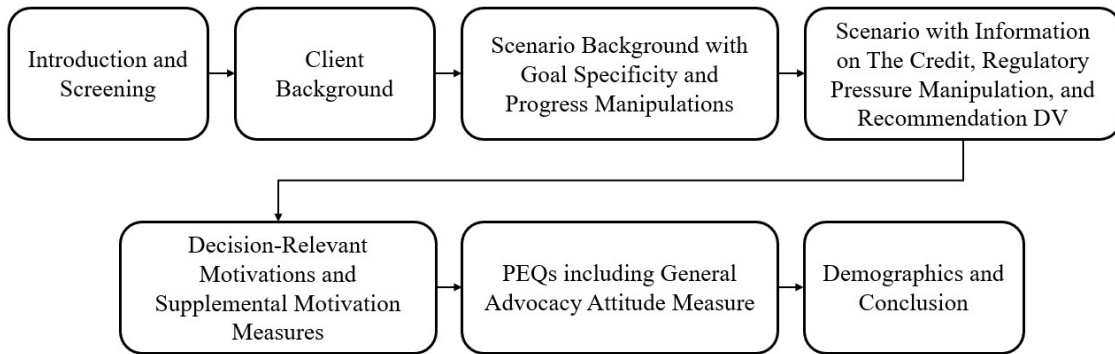 Introduction and
Screening
Client
Background
Scenario Background with
Goal Specificity and
Progress Manipulations
Scenario with Information
on The Credit, Regulatory
Pressure Manipulation, and
Recommendation DV
Decision-Relevant
Motivations and
Supplemental Motivation
Measures
PEQs including General
Advocacy Attitude Measure
Demographics and
Conclusion